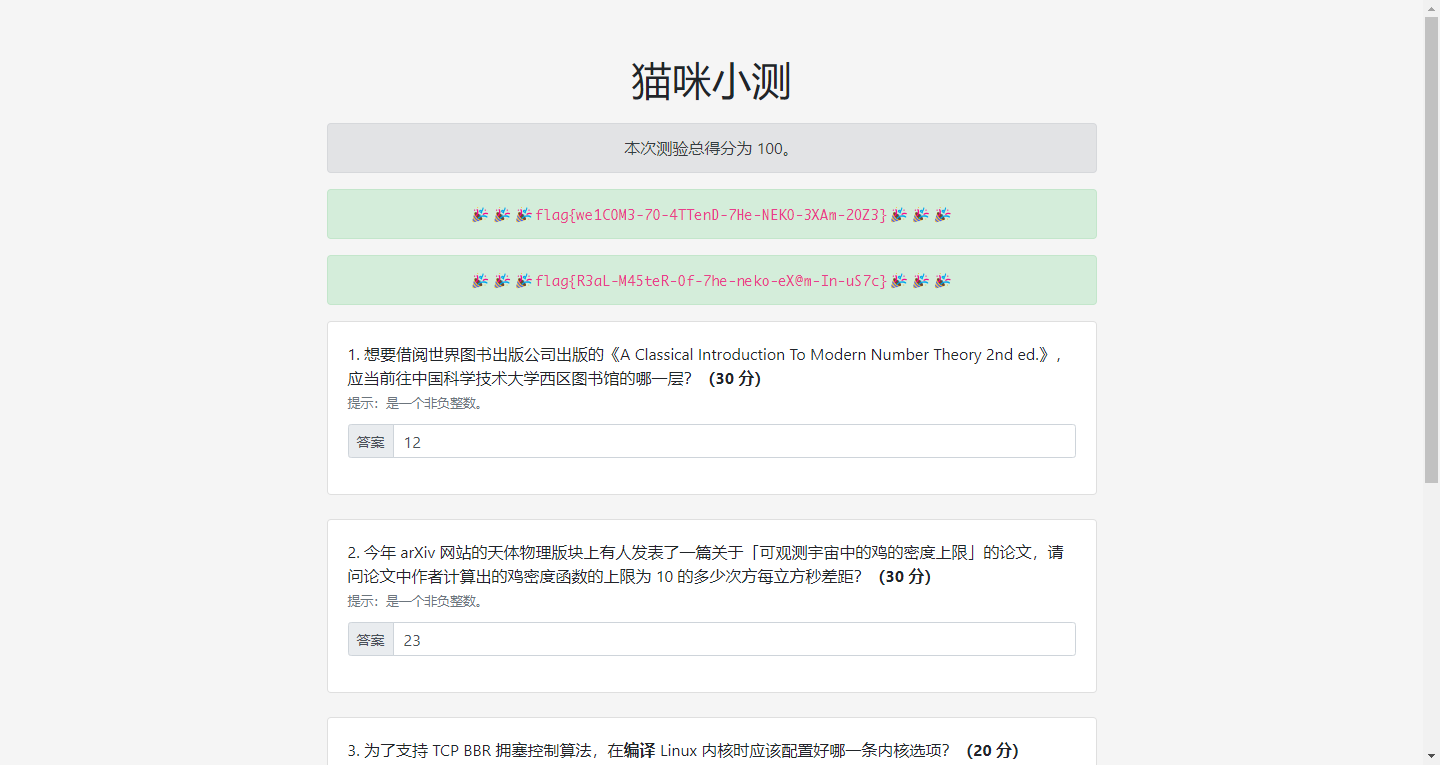 猫咪小测
本次测验总得分为 100。
🎉 🎉 🎉 flag{we1COM3-7O-4TTenD-7He-NEKO-3XAm-2OZ3} 🎉 🎉 🎉
🎉 🎉 🎉 flag{R3aL-M45teR-0f-7he-neko-eX@m-In-uS7c} 🎉 🎉 🎉
1. 想要借阅世界图书出版公司出版的《A Classical Introduction To Modern Number Theory 2nd ed.》，
应当前往中国科学技术大学西区图书馆的哪一层？（30 分）
提示：是一个非负整数。
答案 12
2. 今年 arXiv 网站的天体物理版块上有人发表了一篇关于「可观测宇宙中的鸡的密度上限」的论文，请
问论文中作者计算出的鸡密度函数的上限为 10 的多少次方每立方秒差距？（30 分）
提示：是一个非负整数。
答案 23
3. 为了支持 TCP BBR 拥塞控制算法，在编译 Linux 内核时应该配置好哪一条内核选项？（20 分）